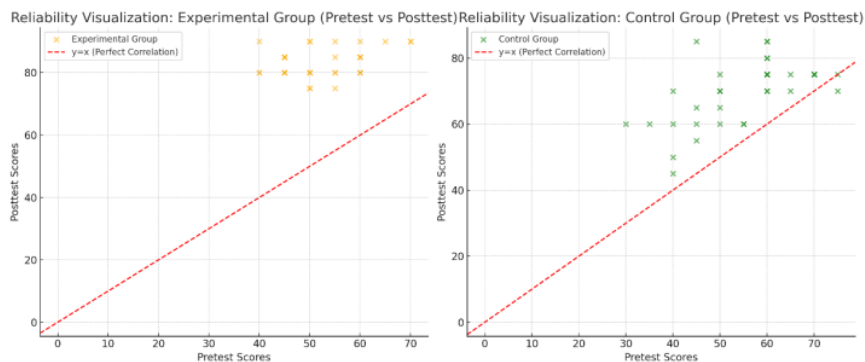 Reliability Visualization: Experimental Group (Pretest vs Posttest)
Experimental Group
y=x (Perfect Correlation)
80
60
40
20
0
Posttest Scores
0 10 20 30 40 50 60 70
Pretest Scores
Reliability Visualization: Control Group (Pretest vs Posttest)
Control Group
y=x (Perfect Correlation)
80
60
40
20
0
Posttest Scores
0 10 20 30 40 50 60 70
Pretest Scores